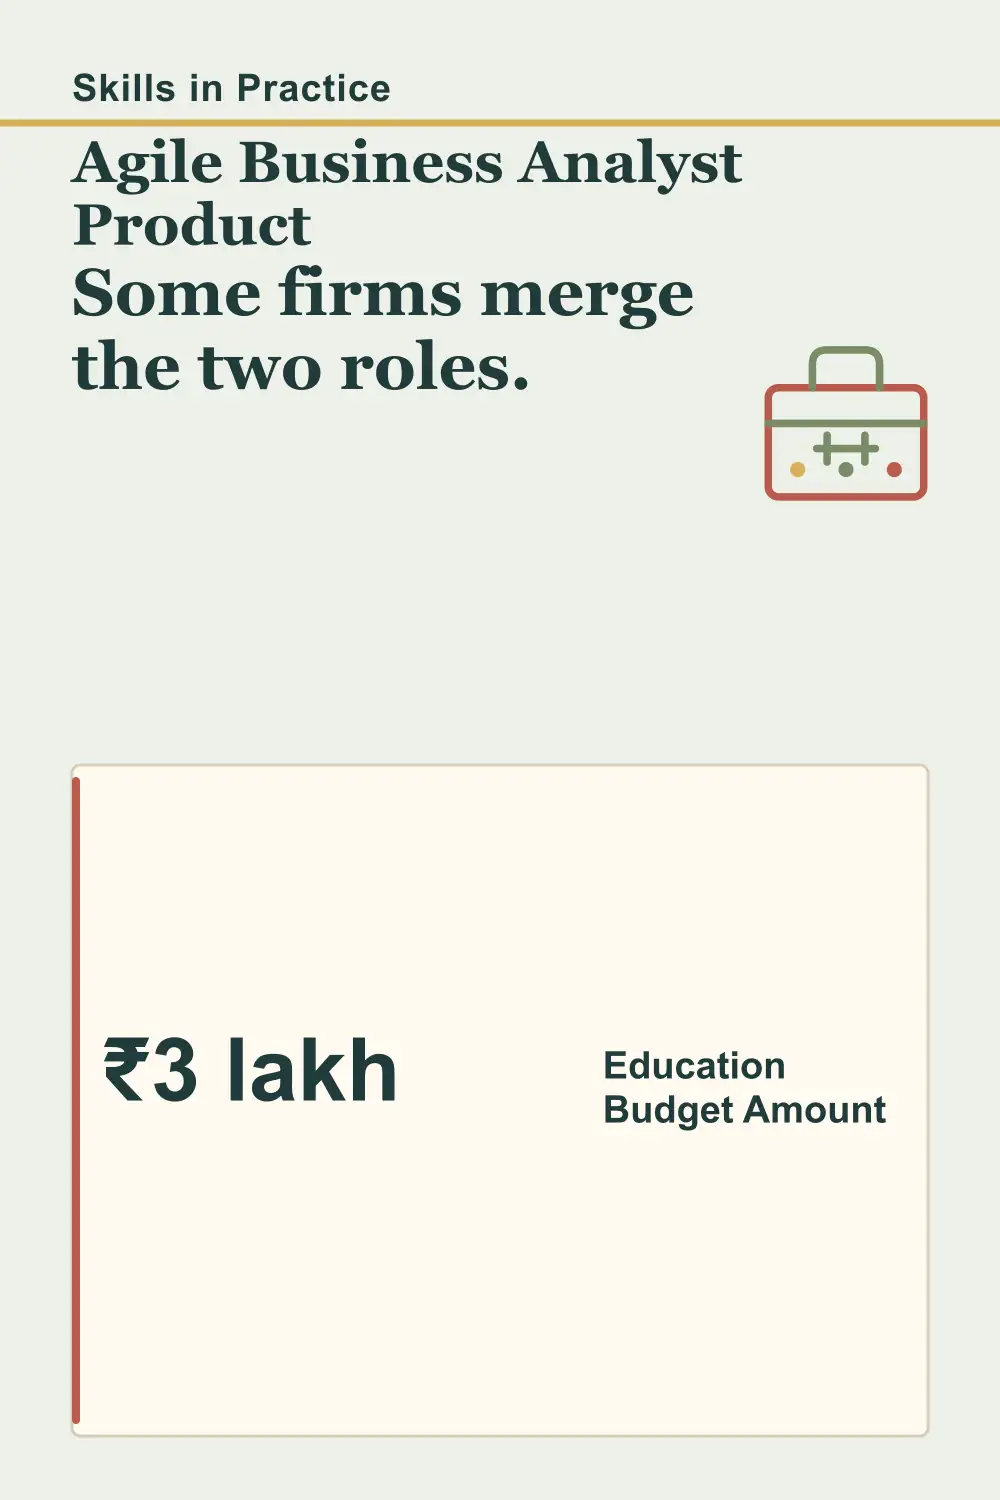 Skills in Practice
Agile Business Analyst
Product
Some firms merge
the two roles.
₹3 lakh
Education
Budget Amount